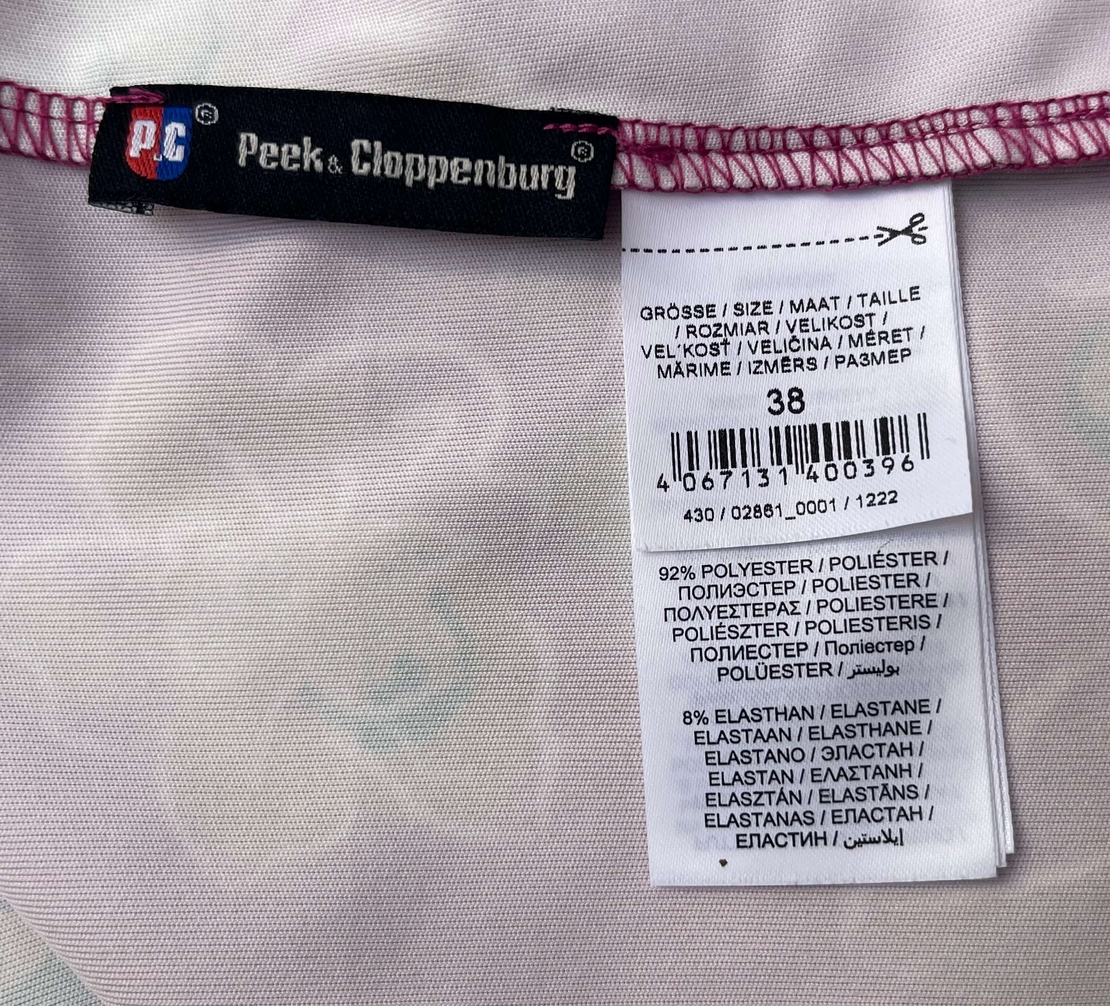 P&C ®
Peek & Cloppenburg ®
GRÖSSE / SIZE / MAAT / TAILLE
/ ROZMIAR / VELIKOST /
VEL´KOSŤ / VELIČINA / MÉRET /
MĂRIME / IZMĒRS / РАЗМЕР
38
4 067131 400396
430 / 02861_0001 / 1222
92% POLYESTER / POLIÉSTER /
ПОЛИЭСТЕР / POLIESTER /
ΠΟΛΥΕΣΤΕΡΑΣ / POLIESTERE /
POLIÉSZTER / POLIESTERIS /
ПОЛИЕСТЕР / Поліестер /
POLÜESTER / بوليستر
8% ELASTHAN / ELASTANE /
ELASTAAN / ELASTHANE /
ELASTANO / ЭЛАСТАН /
ELASTAN / ΕΛΑΣΤΑΝΗ /
ELASZTÁN / ELASTĀNS /
ELASTANAS / ЕЛАСТАН /
ЕЛАСТИН / إيلاستين